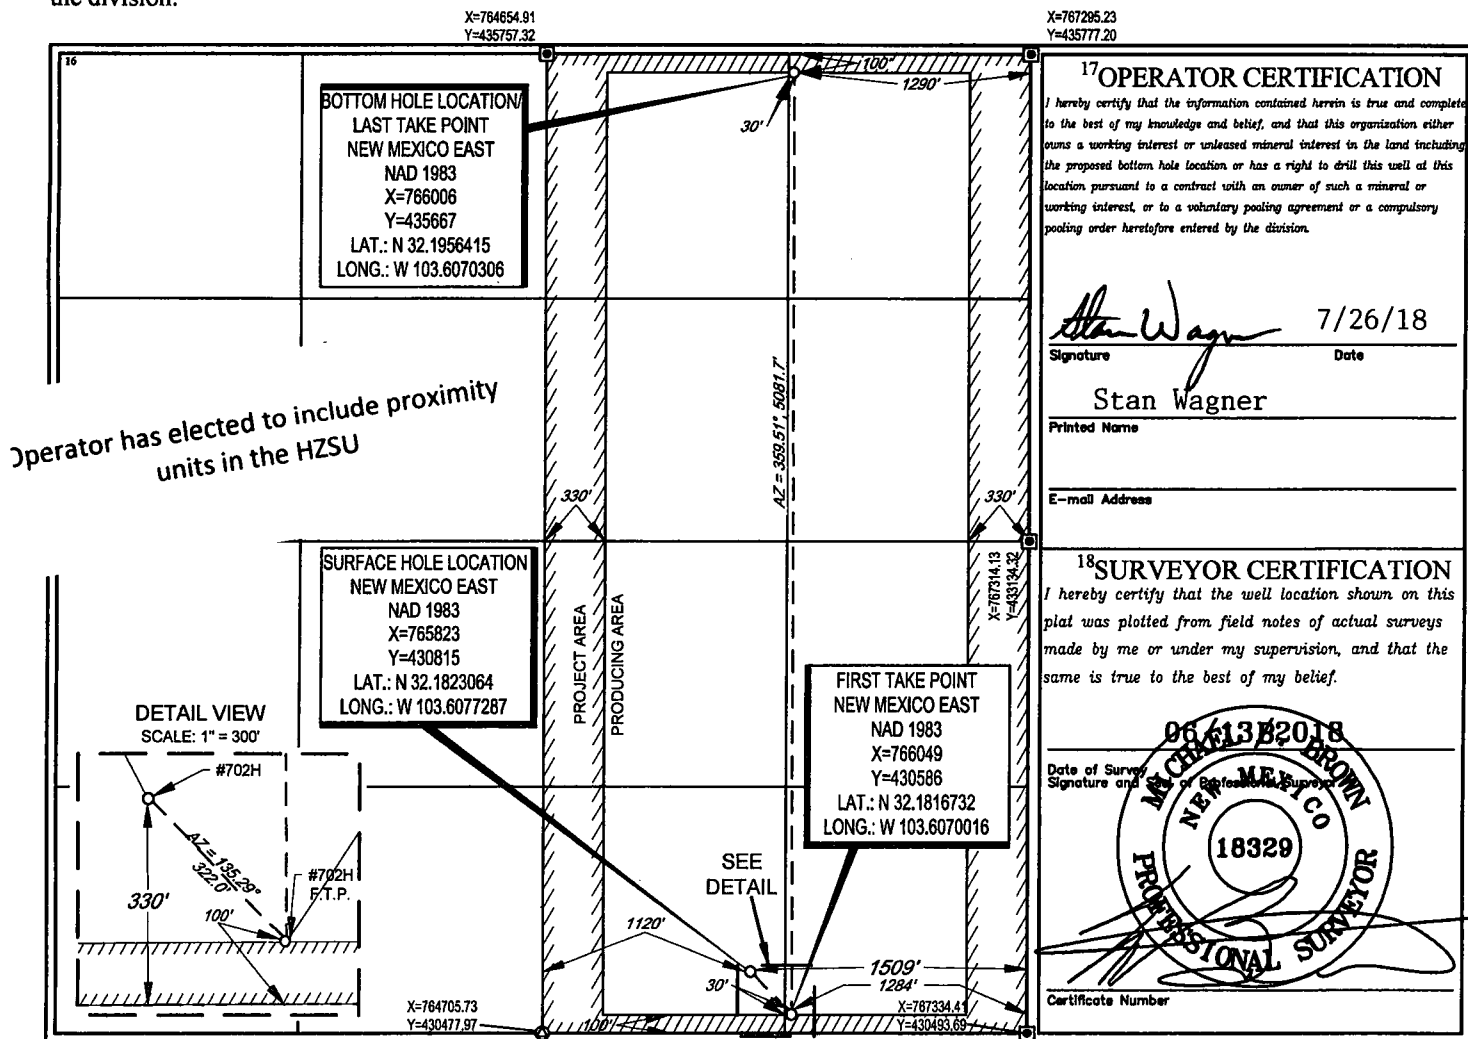 the division.
X=764654.91
Y=435757.32
X=767295.23
Y=435777.20
16
100'
1290'
30'
BOTTOM HOLE LOCATION/
LAST TAKE POINT
NEW MEXICO EAST
NAD 1983
X=766006
Y=435667
LAT.: N 32.1956415
LONG.: W 103.6070306
AZ = 359.51°, 5081.7'
Operator has elected to include proximity
units in the HZSU
330'
330'
SURFACE HOLE LOCATION
NEW MEXICO EAST
NAD 1983
X=765823
Y=430815
LAT.: N 32.1823064
LONG.: W 103.6077287
PROJECT AREA
PRODUCING AREA
X=767314.13
Y=433134.32
FIRST TAKE POINT
NEW MEXICO EAST
NAD 1983
X=766049
Y=430586
LAT.: N 32.1816732
LONG.: W 103.6070016
DETAIL VIEW
SCALE: 1" = 300'
#702H
AZ = 135.29°
322.0'
#702H
F.T.P.
330'
100'
SEE
DETAIL
1120'
1509'
30'
1284'
X=764705.73
Y=430477.97
100'
X=767334.41
Y=430493.69
17 OPERATOR CERTIFICATION
I hereby certify that the information contained herein is true and complete
to the best of my knowledge and belief, and that this organization either
owns a working interest or unleased mineral interest in the land including
the proposed bottom hole location or has a right to drill this well at this
location pursuant to a contract with an owner of such a mineral or
working interest, or to a voluntary pooling agreement or a compulsory
pooling order heretofore entered by the division.
Stan Wagner 7/26/18
Signature Date
Stan Wagner
Printed Name
E-mail Address
18 SURVEYOR CERTIFICATION
I hereby certify that the well location shown on this
plat was plotted from field notes of actual surveys
made by me or under my supervision, and that the
same is true to the best of my belief.
06/13/2018
Date of Survey
Signature and Seal of Professional Surveyor
MICHAEL B. BROWN
NEW MEXICO
18329
PROFESSIONAL SURVEYOR
Certificate Number